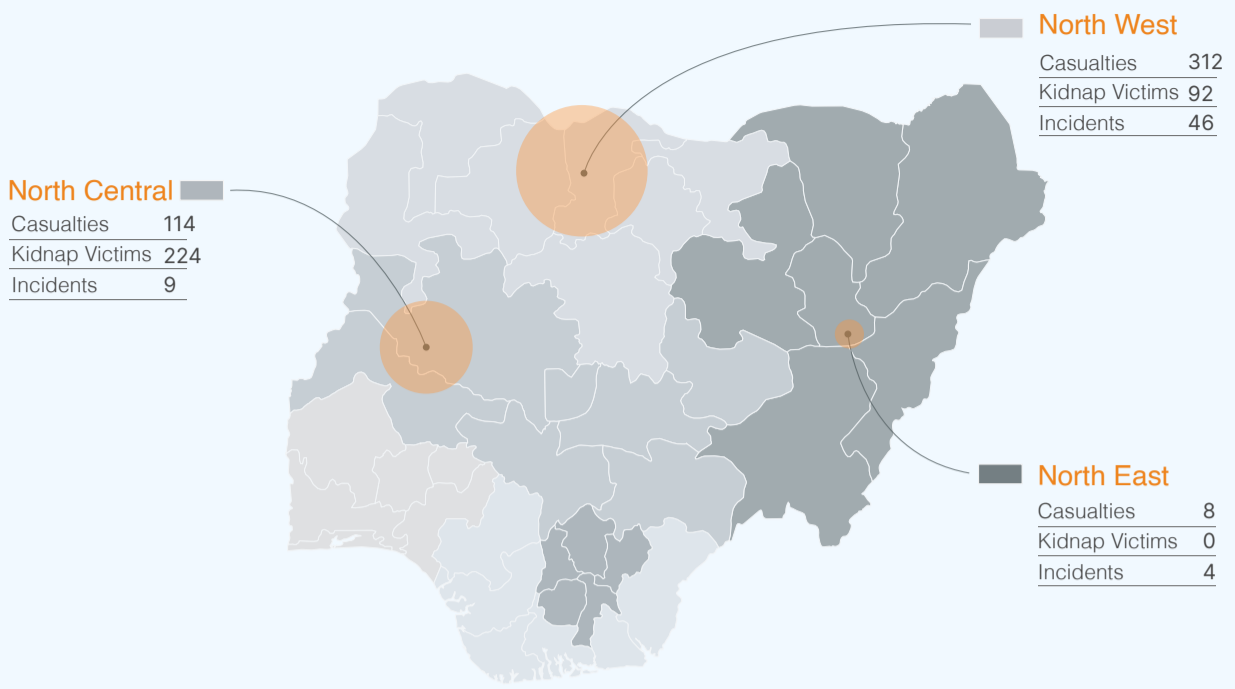 North West
Casualties 312
Kidnap Victims 92
Incidents 46
North Central
Casualties 114
Kidnap Victims 224
Incidents 9
North East
Casualties 8
Kidnap Victims 0
Incidents 4